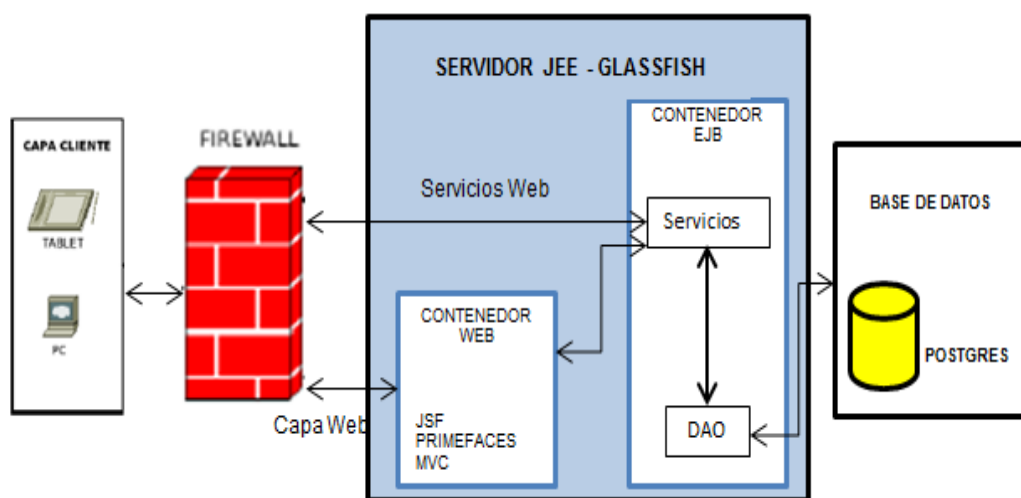 SERVIDOR JEE - GLASSFISH
CAPA CLIENTE
TABLET
PC
FIREWALL
Servicios Web
Capa Web
CONTENEDOR
WEB
JSF
PRIMEFACES
MVC
CONTENEDOR
EJB
Servicios
DAO
BASE DE DATOS
POSTGRES